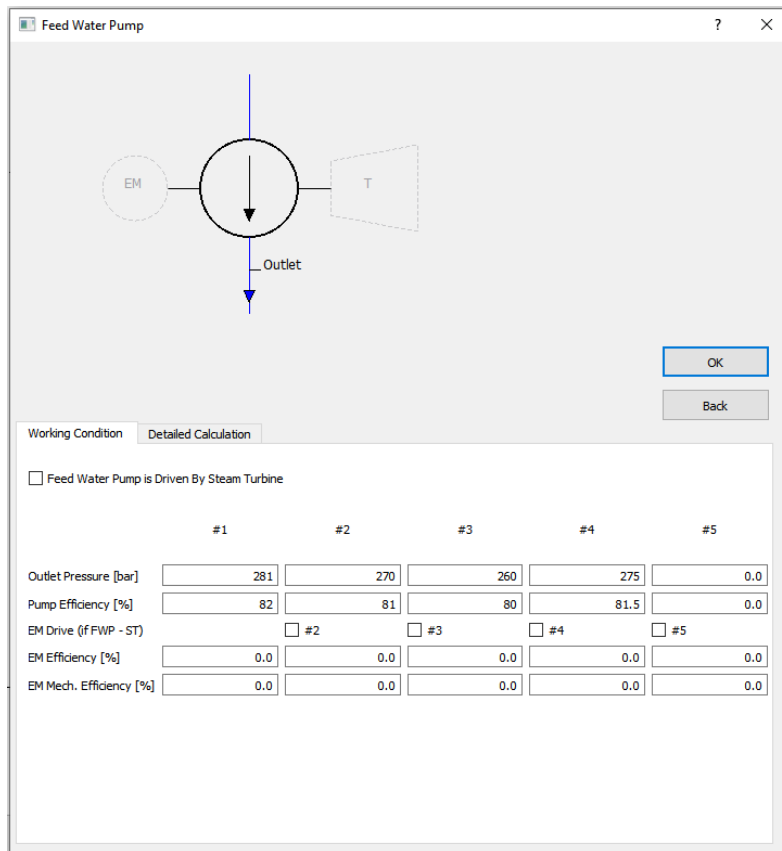 Feed Water Pump ? ×
EM
T
Outlet
OK
Back
Working Condition Detailed Calculation
Feed Water Pump is Driven By Steam Turbine
#1 #2 #3 #4 #5
Outlet Pressure [bar] 281 270 260 275 0.0
Pump Efficiency [%] 82 81 80 81.5 0.0
EM Drive (if FWP - ST) #2 #3 #4 #5
EM Efficiency [%] 0.0 0.0 0.0 0.0 0.0
EM Mech. Efficiency [%] 0.0 0.0 0.0 0.0 0.0